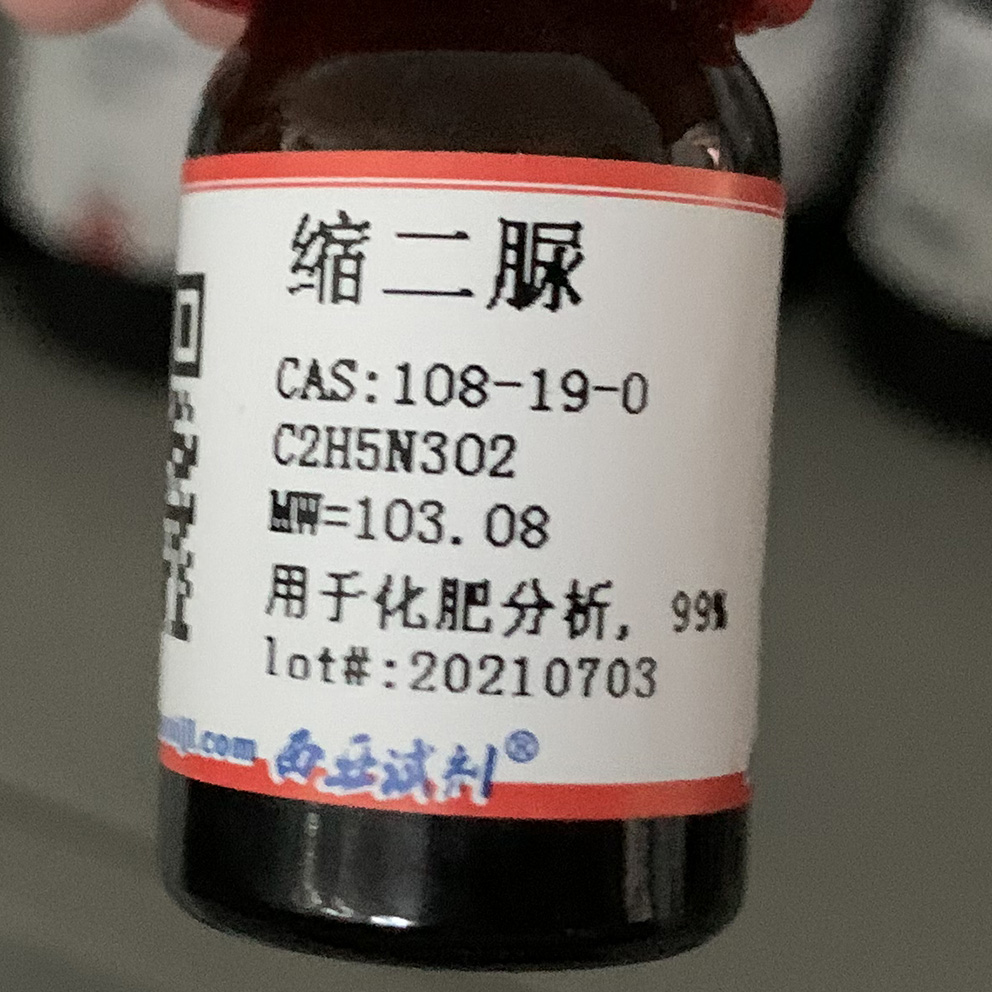 缩二脲
CAS:108-19-0
C2H5N3O2
MW=103.08
用于化肥分析, 99%
lot#:20210703
.com 西亚试剂®